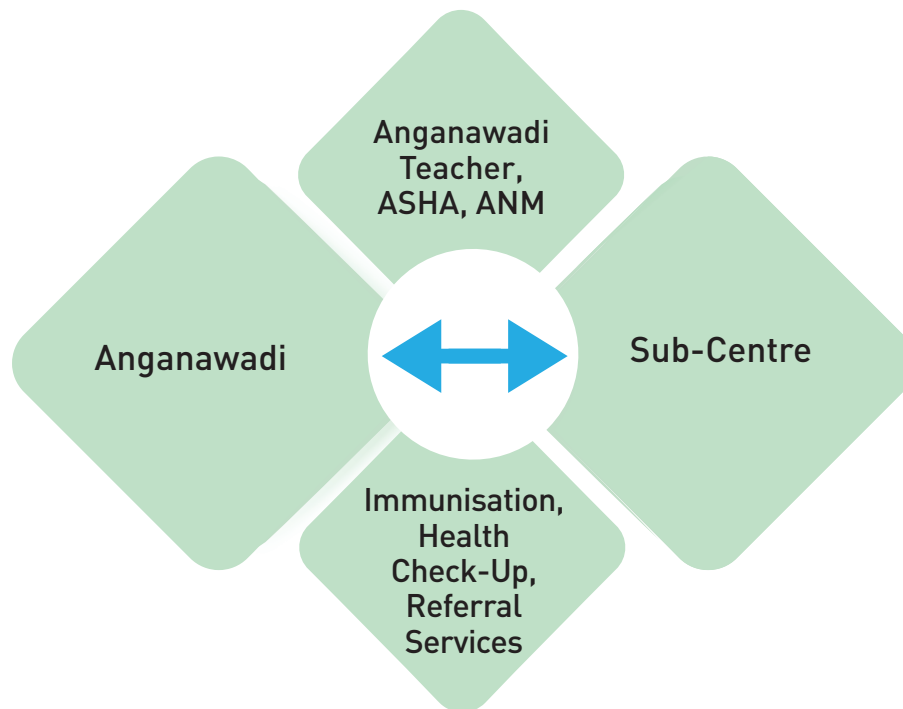 Anganawadi
Teacher,
ASHA, ANM
Anganawadi
Sub-Centre
Immunisation,
Health
Check-Up,
Referral
Services